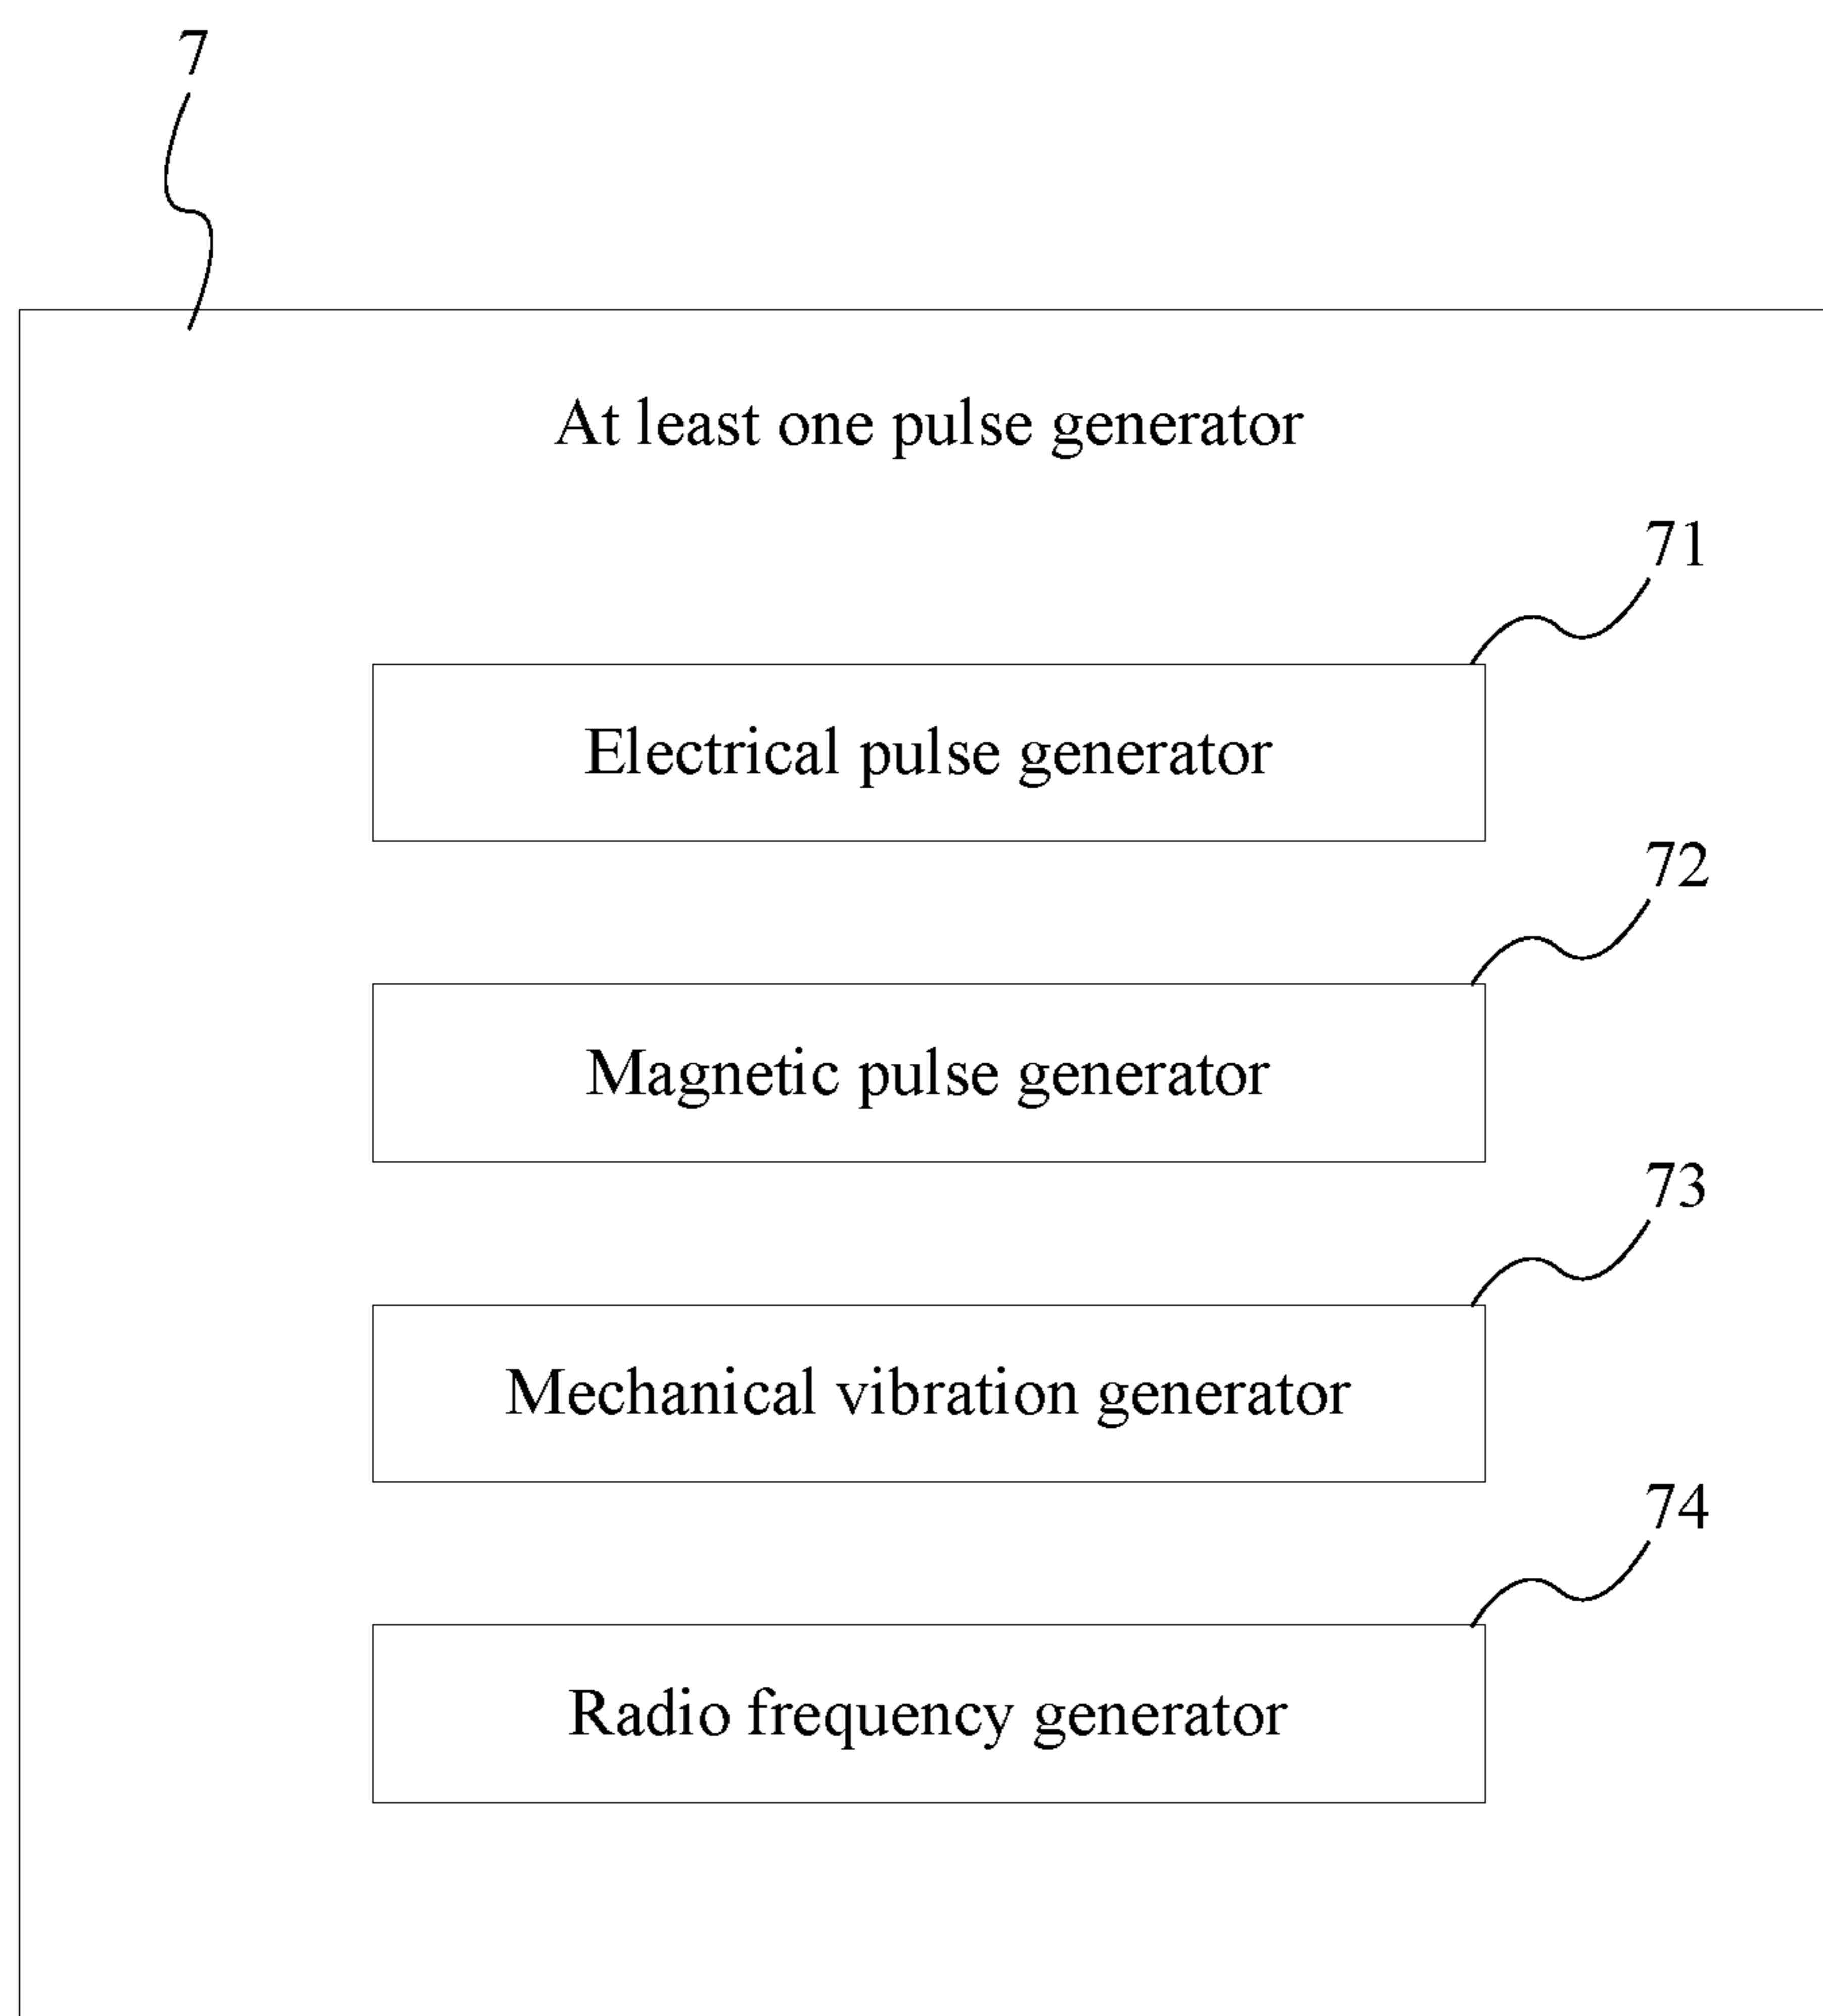 7
At least one pulse generator
71
Electrical pulse generator
72
Magnetic pulse generator
73
Mechanical vibration generator
74
Radio frequency generator